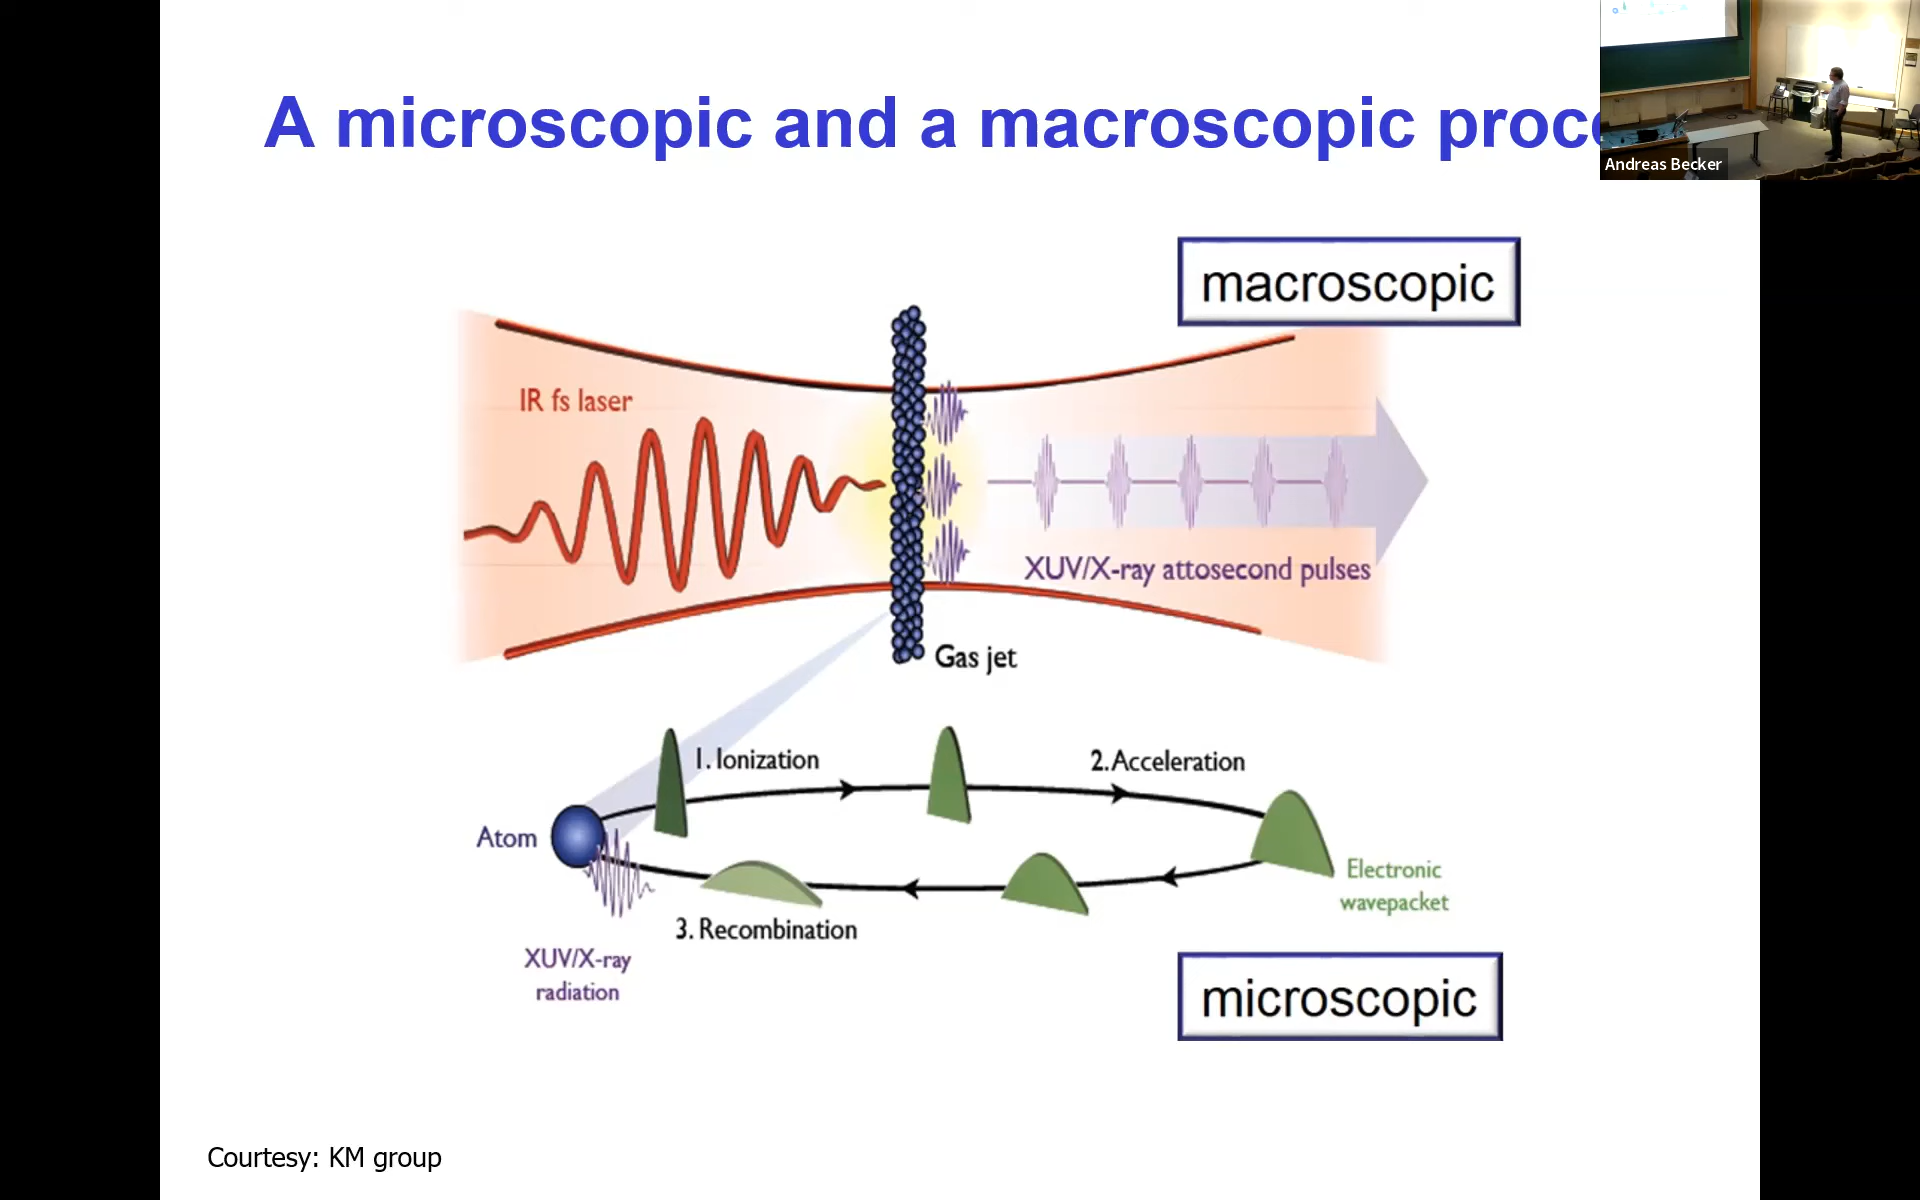 A microscopic and a macroscopic proc
Andreas Becker
macroscopic
IR fs laser
XUV/X-ray attosecond pulses
Gas jet
1. Ionization
2. Acceleration
Atom
Electronic
wavepacket
3. Recombination
XUV/X-ray
radiation
microscopic
Courtesy: KM group